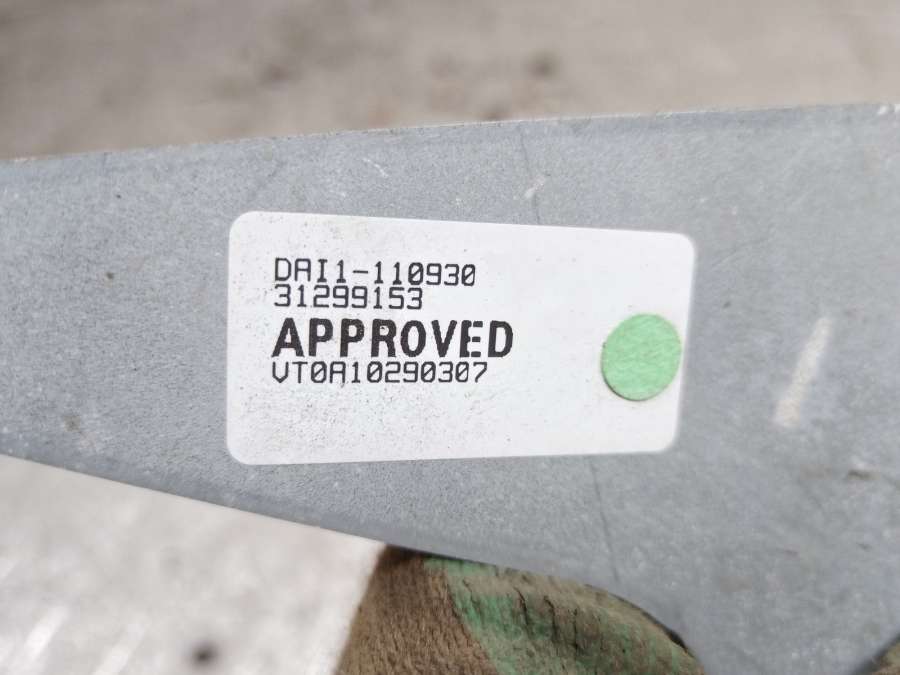 DAI1-110930
31299153
APPROVED
VT0A10290307